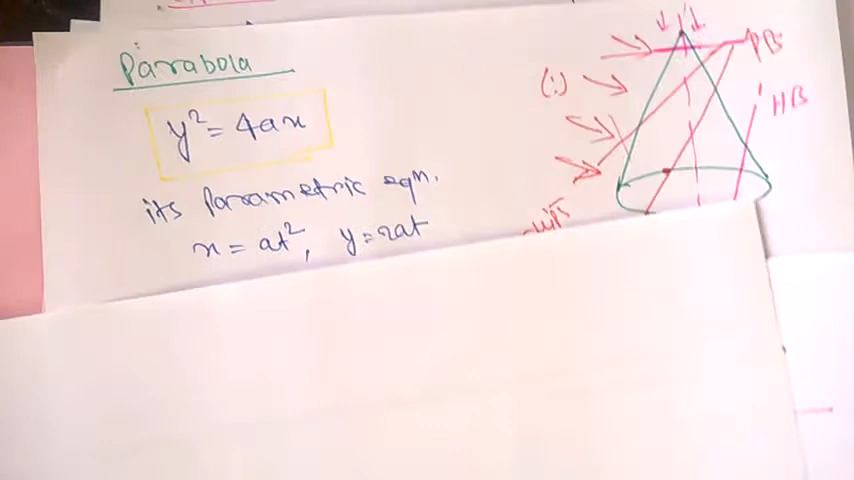 Parabola
y² = 4ax
its Parametric eqn.
x = at², y = 2at
(i)
PB
HB